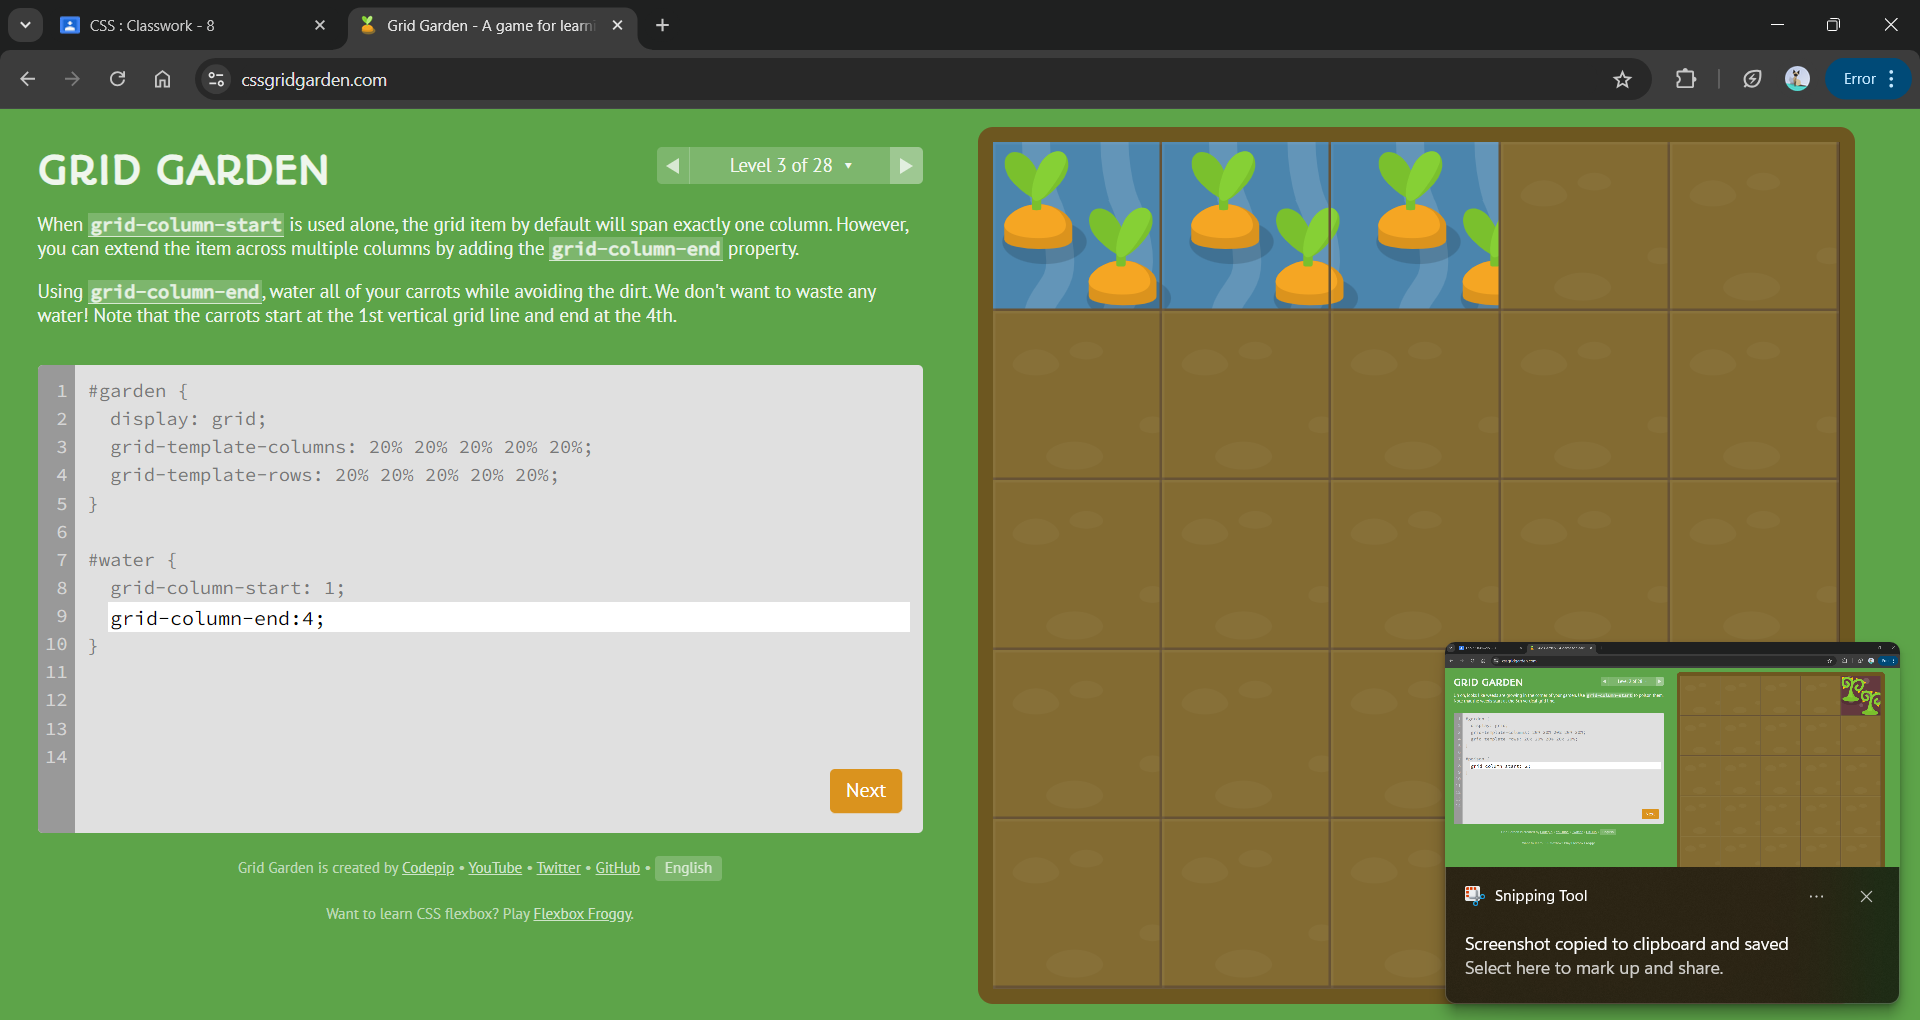 CSS : Classwork - 8
Grid Garden - A game for learni
cssgridgarden.com
Error
GRID GARDEN
Level 3 of 28
When grid-column-start is used alone, the grid item by default will span exactly one column. However,
you can extend the item across multiple columns by adding the grid-column-end property.
Using grid-column-end, water all of your carrots while avoiding the dirt. We don't want to waste any
water! Note that the carrots start at the 1st vertical grid line and end at the 4th.
1 #garden {
2 display: grid;
3 grid-template-columns: 20% 20% 20% 20% 20%;
4 grid-template-rows: 20% 20% 20% 20% 20%;
5 }
6
7 #water {
8 grid-column-start: 1;
9 grid-column-end:4;
10 }
11
12
13
14
Next
Grid Garden is created by Codepip • YouTube • Twitter • GitHub • English
Want to learn CSS flexbox? Play Flexbox Froggy.
GRID GARDEN
Snipping Tool
Screenshot copied to clipboard and saved
Select here to mark up and share.